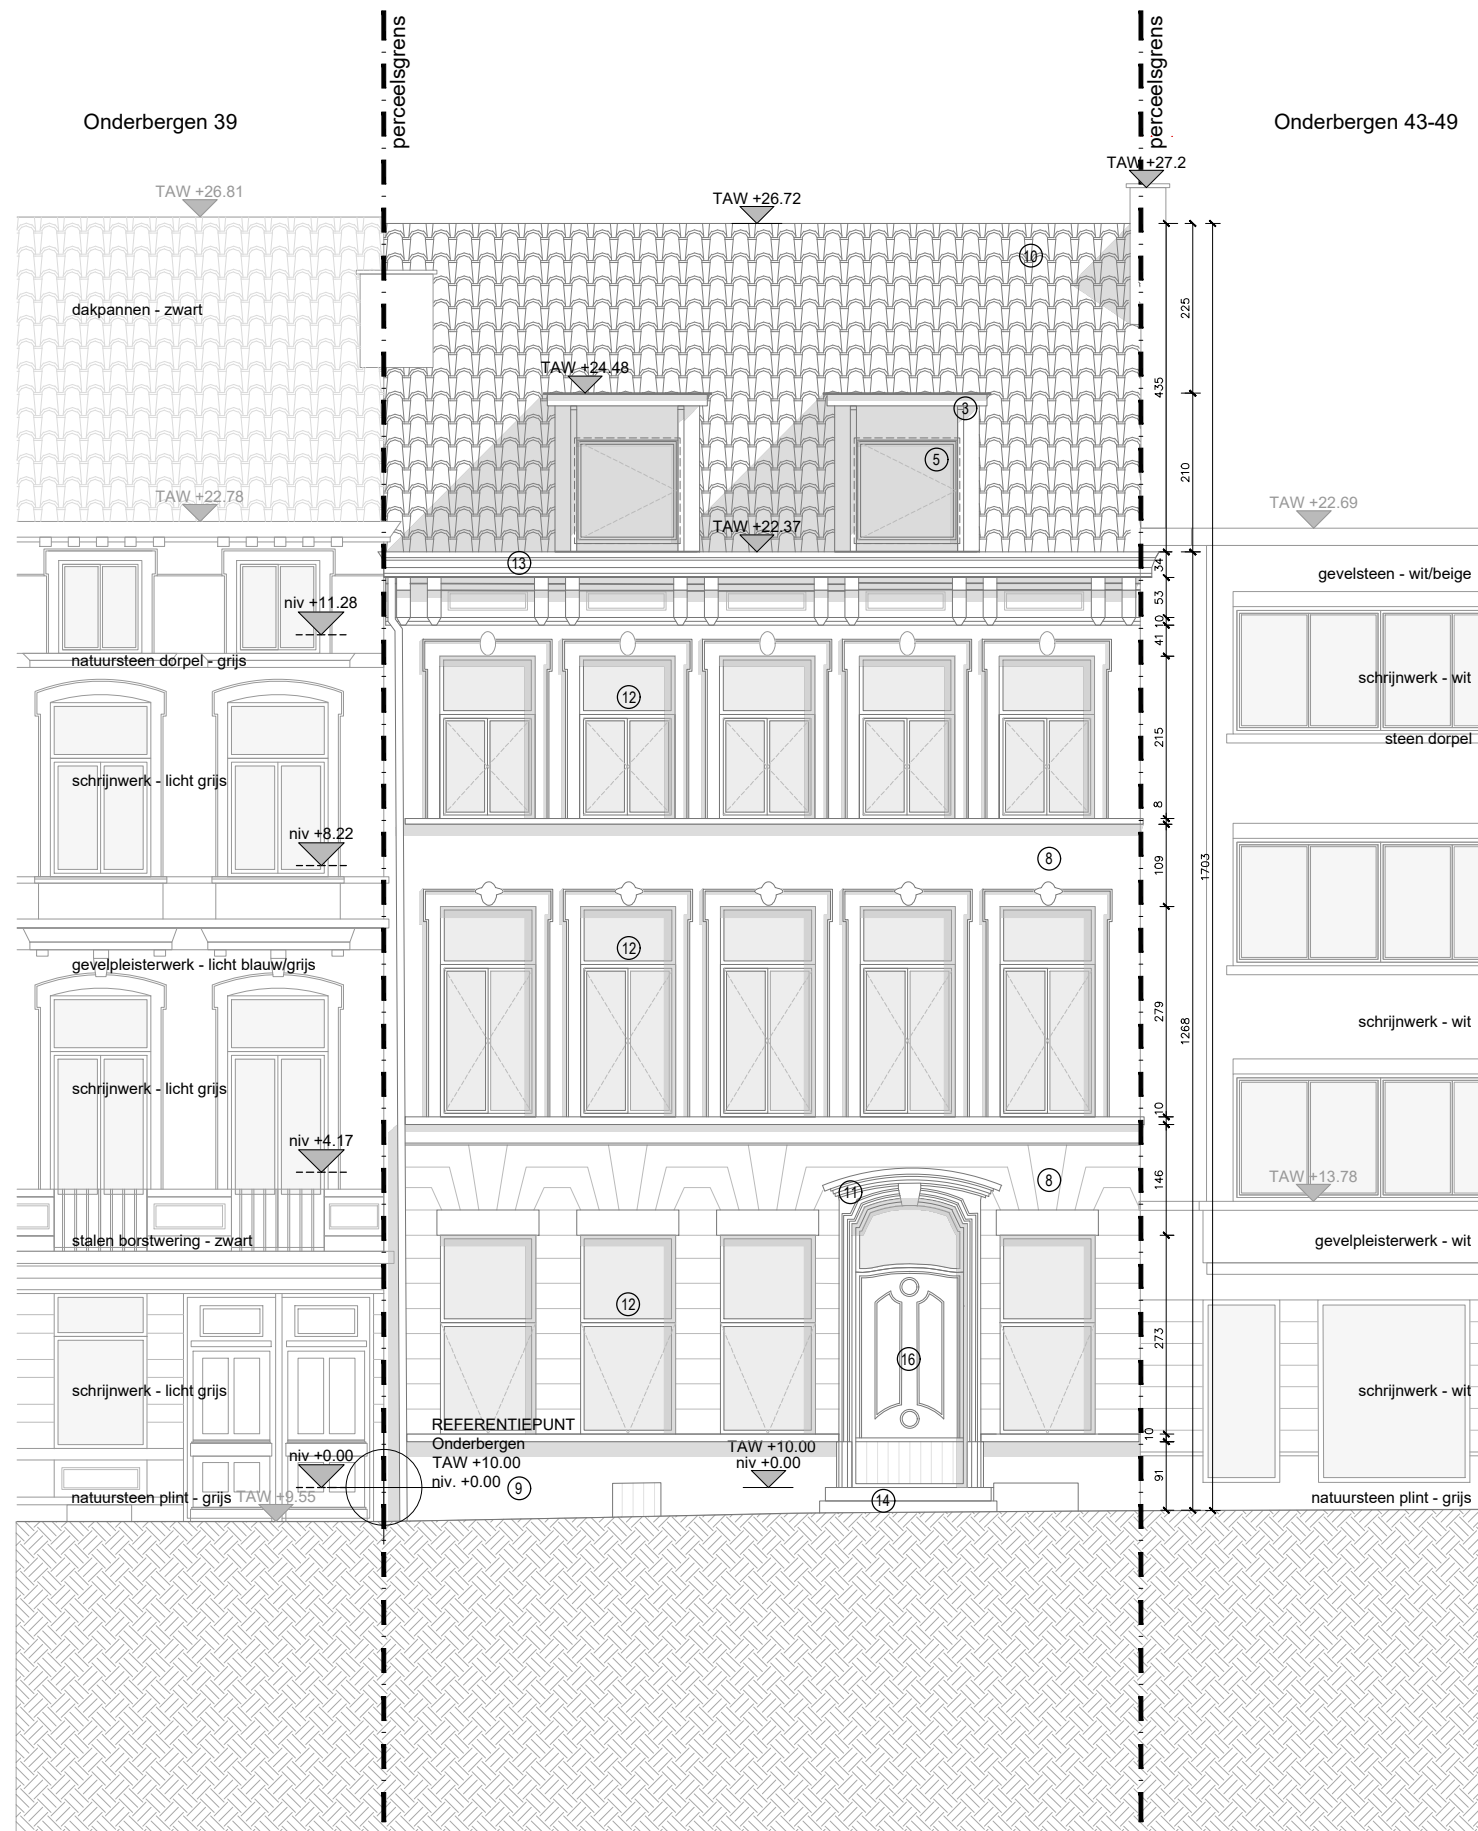 perceelsgrens
perceelsgrens
Onderbergen 39
Onderbergen 43-49
TAW +27.2
TAW +26.81
TAW +26.72
10
dakpannen - zwart
225
TAW +24.48
435
3
5
210
TAW +22.78
TAW +22.69
TAW +22.37
13
34
gevelsteen - wit/beige
niv +11.28
53
10
41
natuursteen dorpel - grijs
schrijnwerk - wit
12
215
steen dorpel
schrijnwerk - licht grijs
8
niv +8.22
8
109
1703
12
gevelpleisterwerk - licht blauw/grijs
279
schrijnwerk - wit
1268
schrijnwerk - licht grijs
10
niv +4.17
8
146
TAW +13.78
11
stalen borstwering - zwart
gevelpleisterwerk - wit
12
273
16
schrijnwerk - licht grijs
schrijnwerk - wit
REFERENTIEPUNT
Onderbergen
TAW +10.00
niv. +0.00
9
TAW +10.00
niv +0.00
10
niv +0.00
91
natuursteen plint - grijs
TAW +9.55
14
natuursteen plint - grijs